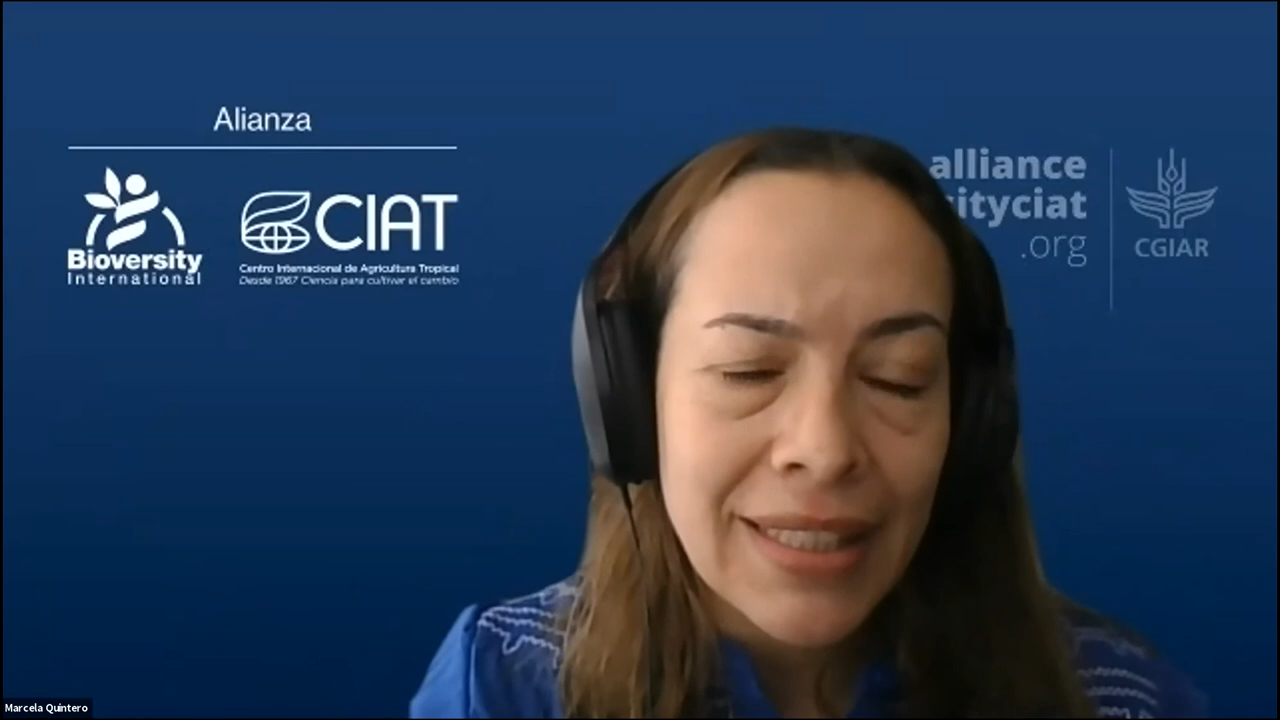 Alianza
Bioversity
International
CIAT
Centro Internacional de Agricultura Tropical
Desde 1967 Ciencia para cultivar el cambio
alliance
ityciat
.org
CGIAR
Marcela Quintero